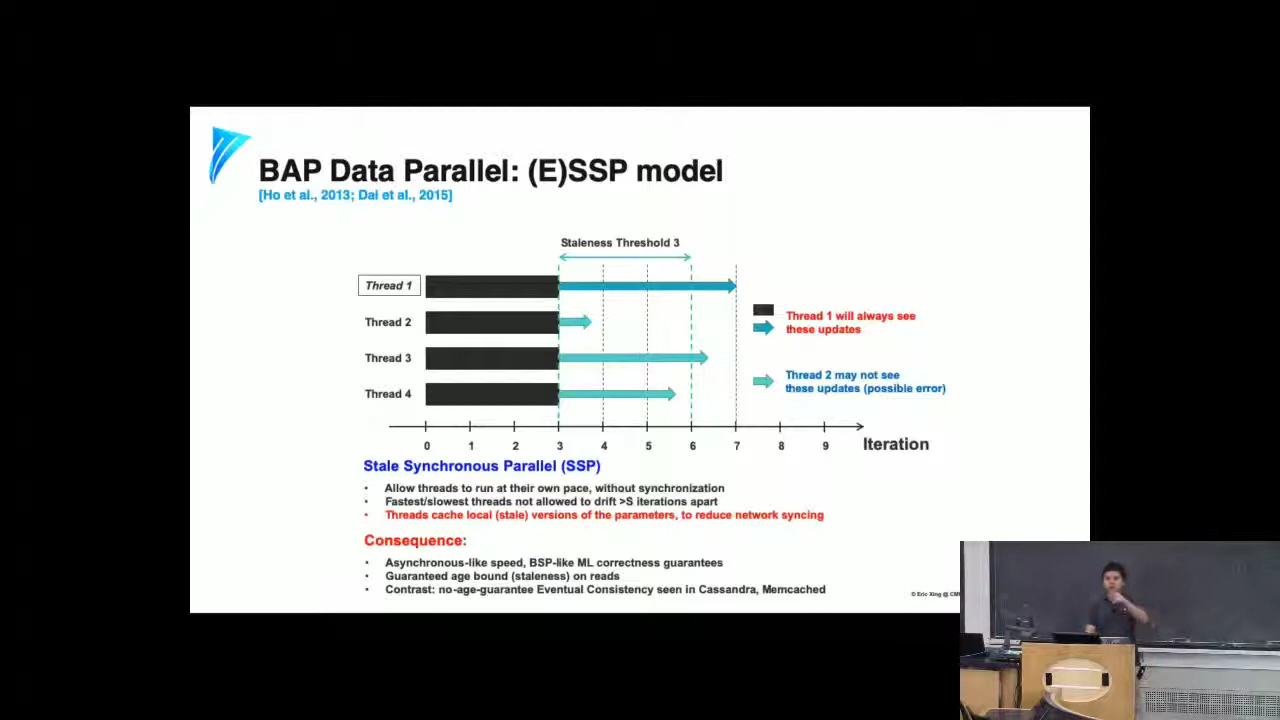 BAP Data Parallel: (E)SSP model
[Ho et al., 2013; Dai et al., 2015]
Staleness Threshold 3
Thread 1
Thread 2
Thread 3
Thread 4
Thread 1 will always see
these updates
Thread 2 may not see
these updates (possible error)
0 1 2 3 4 5 6 7 8 9
Iteration
Stale Synchronous Parallel (SSP)
• Allow threads to run at their own pace, without synchronization
• Fastest/slowest threads not allowed to drift >S iterations apart
• Threads cache local (stale) versions of the parameters, to reduce network syncing
Consequence:
• Asynchronous-like speed, BSP-like ML correctness guarantees
• Guaranteed age bound (staleness) on reads
• Contrast: no-age-guarantee Eventual Consistency seen in Cassandra, Memcached
© Eric Xing @ CM